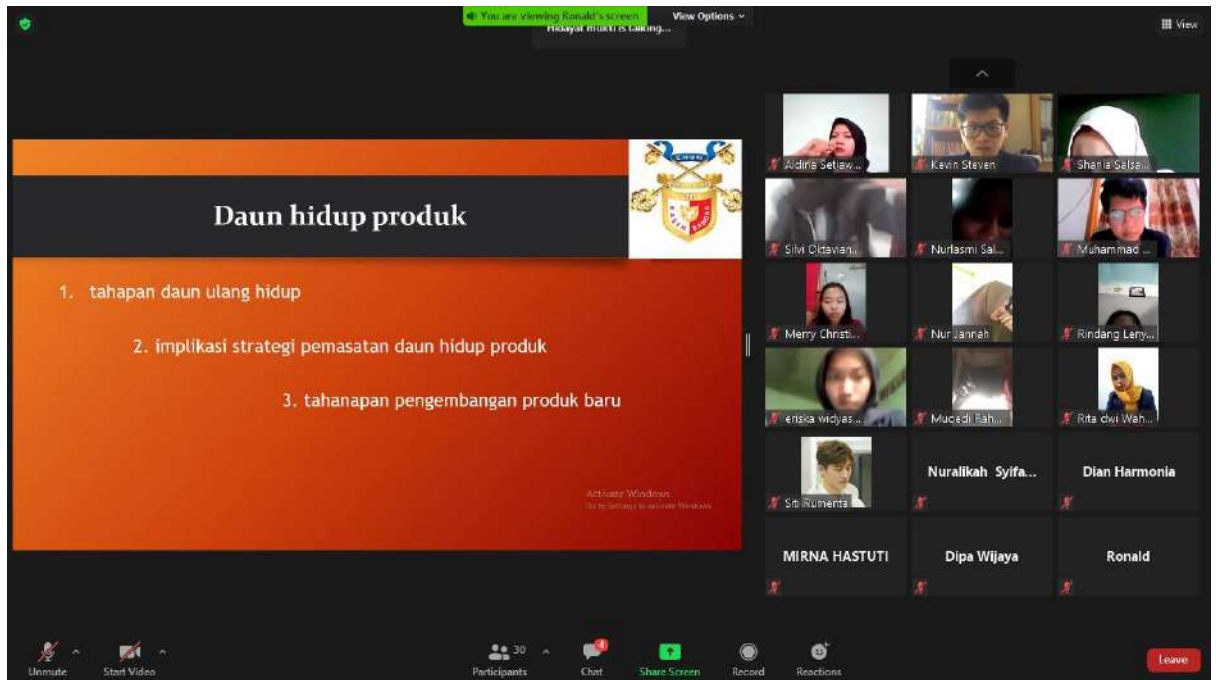 You are viewing Ronald's screen
View Options
Hidayat mukti is talking...
View
Daun hidup produk
1. tahapan daun ulang hidup
2. implikasi strategi pemasatan daun hidup produk
3. tahanapan pengembangan produk baru
Activate Windows
Go to Settings to activate Windows.
Aldina Setiaw...
Kevin Steven
Shania Salsa...
Silvi Oktavian...
Nurlasmi Sal...
Muhammad ...
Merry Christi...
Nur Jannah
Rindang Leny...
eriska widyas...
Muqedi Rah...
Rita dwi Wah...
Siti Rumenta
Nuralikah Syifa...
Dian Harmonia
MIRNA HASTUTI
Dipa Wijaya
Ronald
Unmute
Start Video
30
Participants
4
Chat
Share Screen
Record
Reactions
Leave